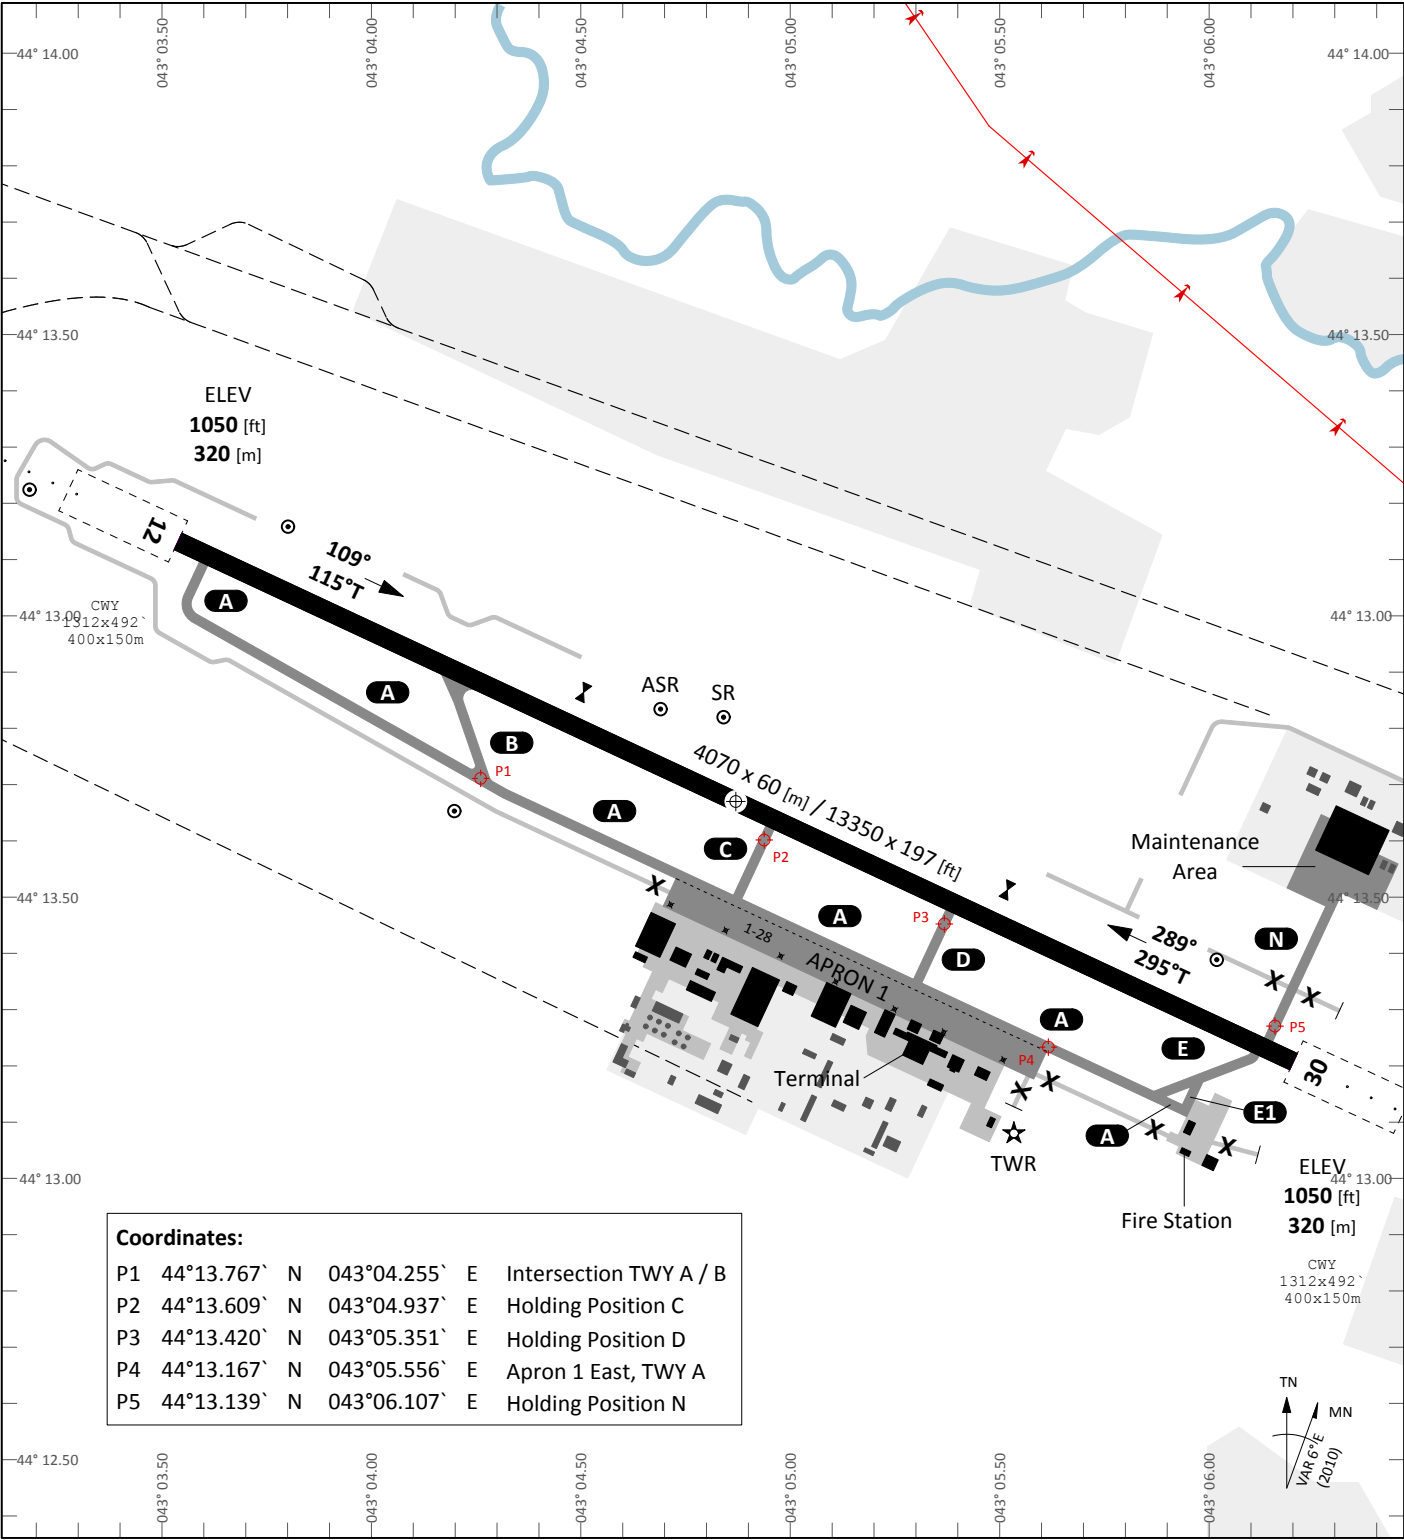 043° 03.50
043° 04.00
043° 04.50
043° 05.00
043° 05.50
043° 06.00
44° 14.00
44° 14.00
44° 13.50
44° 13.50
ELEV
1050 [ft]
320 [m]
12
109°
115°T
A
CWY
1312x492`
400x150m
44° 13.00
44° 13.00
A
ASR
SR
B
P1
4070 x 60 [m] / 13350 x 197 [ft]
A
C
P2
Maintenance
Area
44° 13.50
44° 13.50
A
P3
1-28
APRON 1
D
289°
295°T
N
A
P4
E
P5
Terminal
30
E1
A
TWR
44° 13.00
44° 13.00
ELEV
1050 [ft]
320 [m]
Fire Station
CWY
1312x492`
400x150m
Coordinates:
P1 44°13.767` N 043°04.255` E Intersection TWY A / B
P2 44°13.609` N 043°04.937` E Holding Position C
P3 44°13.420` N 043°05.351` E Holding Position D
P4 44°13.167` N 043°05.556` E Apron 1 East, TWY A
P5 44°13.139` N 043°06.107` E Holding Position N
TN
MN
VAR 6°E
(2010)
44° 12.50
043° 03.50
043° 04.00
043° 04.50
043° 05.00
043° 05.50
043° 06.00